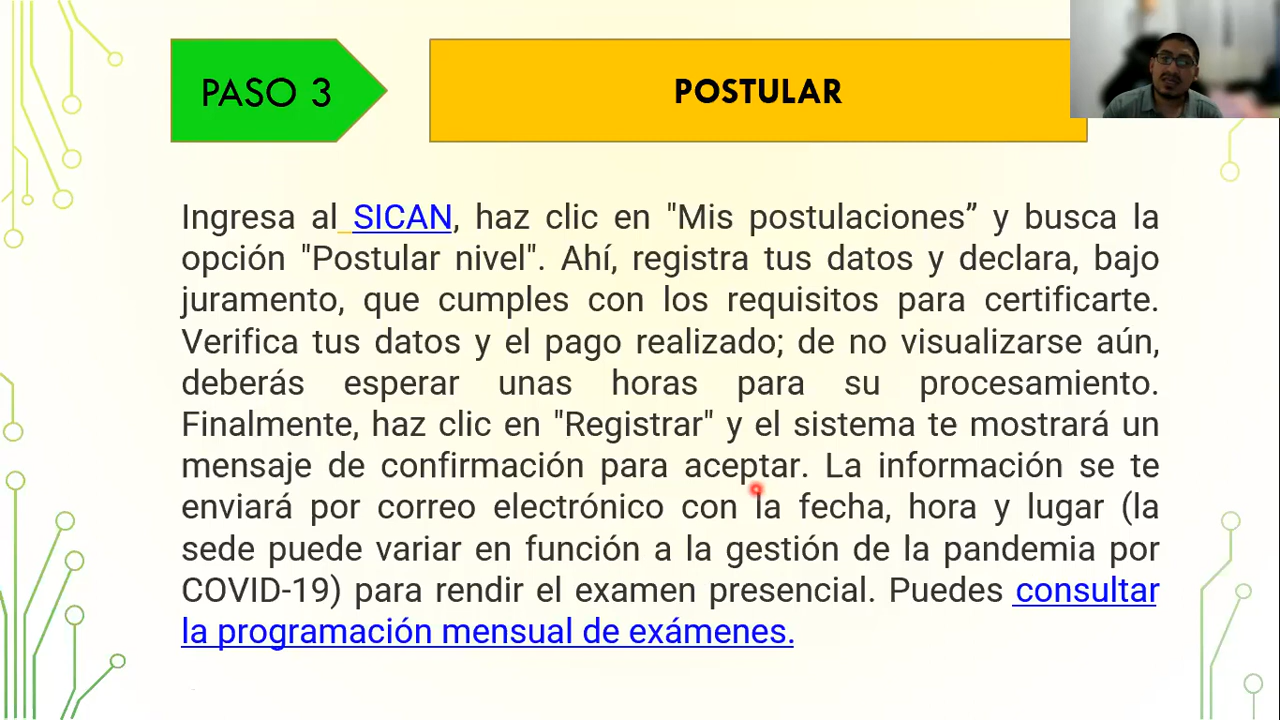 PASO 3
POSTULAR
Ingresa al SICAN, haz clic en "Mis postulaciones” y busca la
opción "Postular nivel". Ahí, registra tus datos y declara, bajo
juramento, que cumples con los requisitos para certificarte.
Verifica tus datos y el pago realizado; de no visualizarse aún,
deberás esperar unas horas para su procesamiento.
Finalmente, haz clic en "Registrar" y el sistema te mostrará un
mensaje de confirmación para aceptar. La información se te
enviará por correo electrónico con la fecha, hora y lugar (la
sede puede variar en función a la gestión de la pandemia por
COVID-19) para rendir el examen presencial. Puedes consultar
la programación mensual de exámenes.